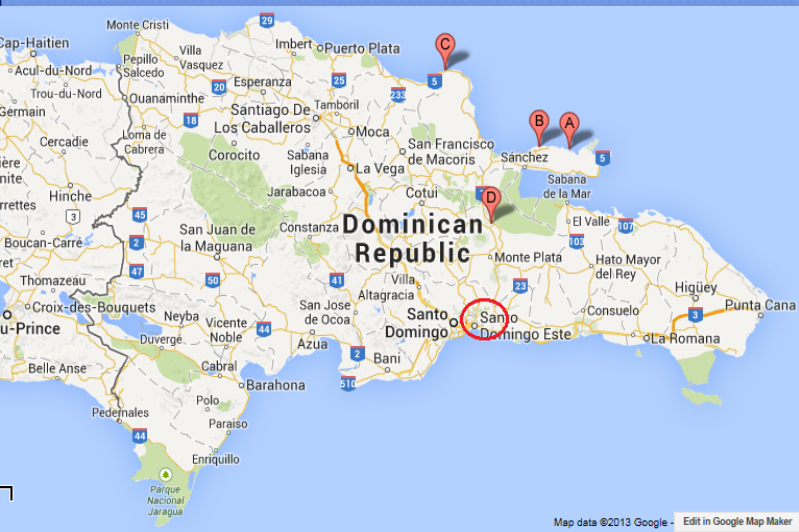 29
Monte Cristi
C
Imbert
Puerto Plata
Cap-Haitien
Villa
Vasquez
Pepillo
Salcedo
Acul-du-Nord
25
5
Trou-du-Nord
Esperanza
20
233
Ouanaminthe
Tamboril
Santiago De
Los Caballeros
18
B
A
Germain
Loma de
Cabrera
Moca
San Francisco
de Macoris
Cercadie
Corocito
Sabana
Iglesia
Sánchez
5
La Vega
Sabana
de la Mar
Hinche
Jarabacoa
Cotui
D
3
45
El Valle
107
San Juan de
la Maguana
Constanza
Dominican
Republic
Boucan-Carré
2
103
Monte Plata
Hato Mayor
del Rey
47
Thomazeau
50
41
Villa
Altagracia
23
Higüey
Croix-des-Bouquets
San Jose
de Ocoa
Punta Cana
Neyba
Santo
Domingo
San
Domingo Este
Consuelo
3
u-Prince
Vicente
Noble
44
Duvergé
Azua
La Romana
2
Bani
Belle Anse
Cabral
Barahona
510
Polo
Pedernales
Paraiso
44
Enriquillo
Parque
Nacional
Jaragua
Map data ©2013 Google -
Edit in Google Map Maker